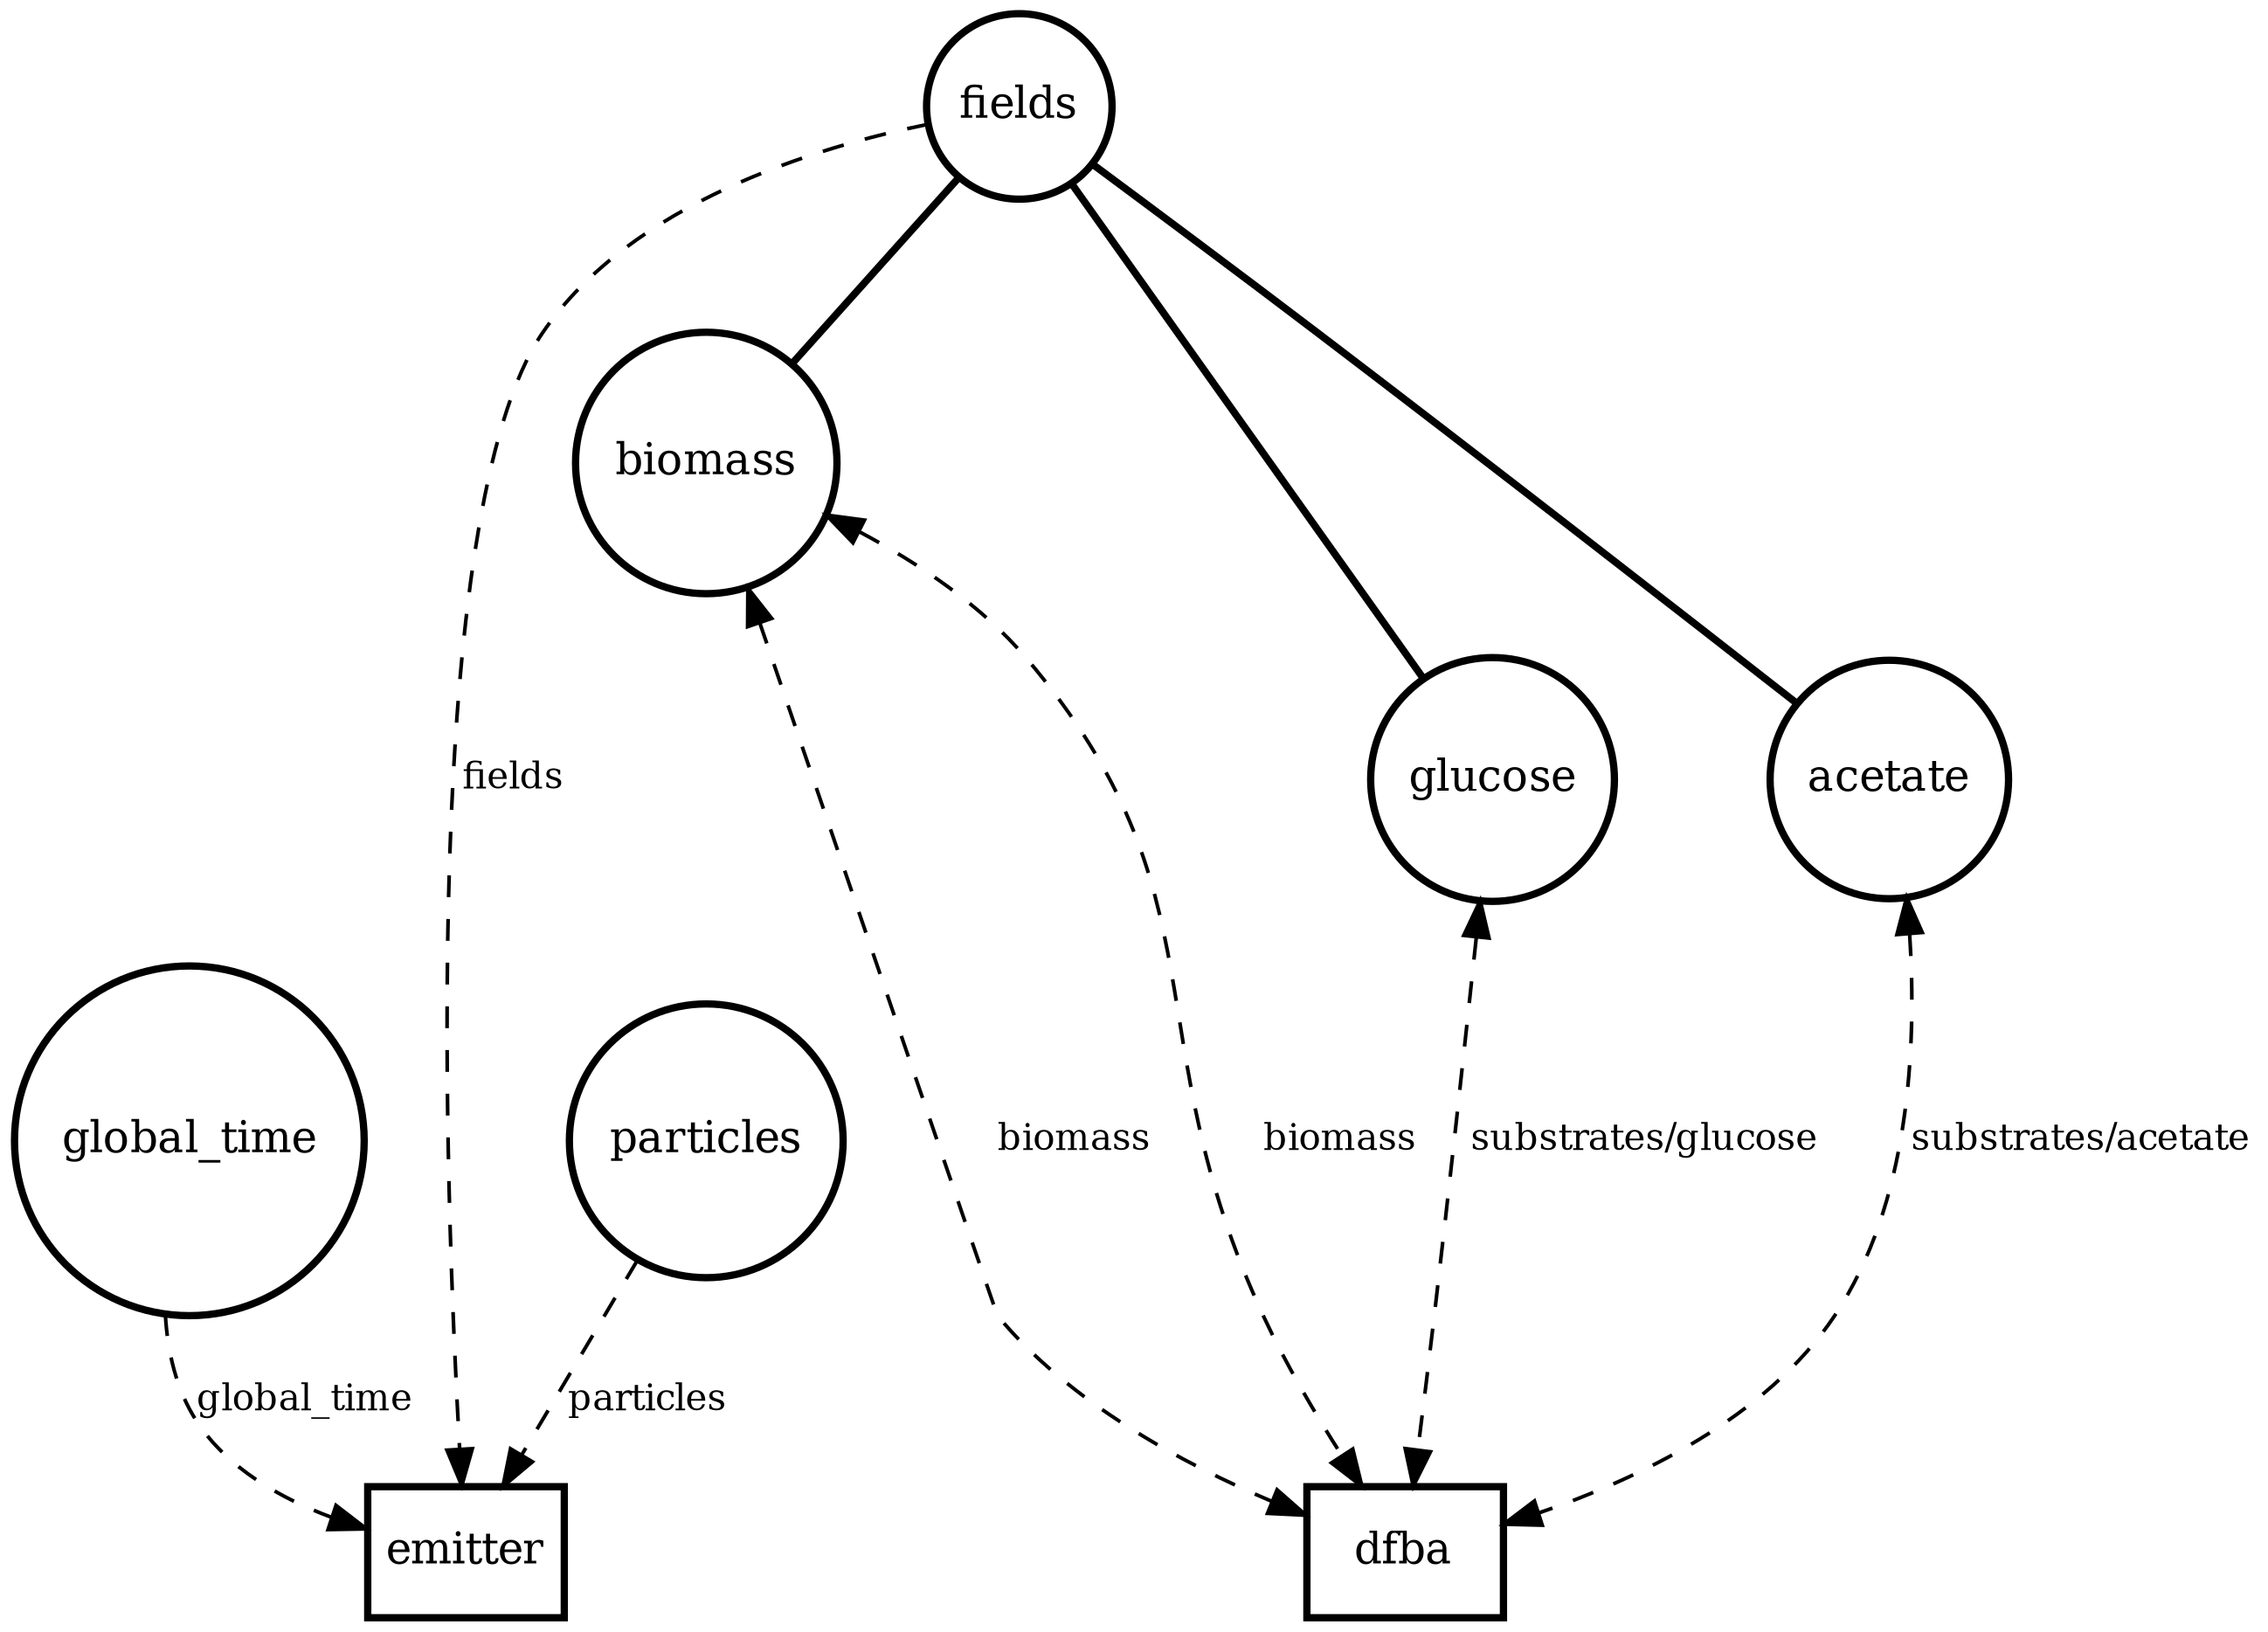 fields
biomass
fields
glucose
acetate
global_time
particles
biomass
biomass
substrates/glucose
substrates/acetate
global_time
particles
emitter
dfba